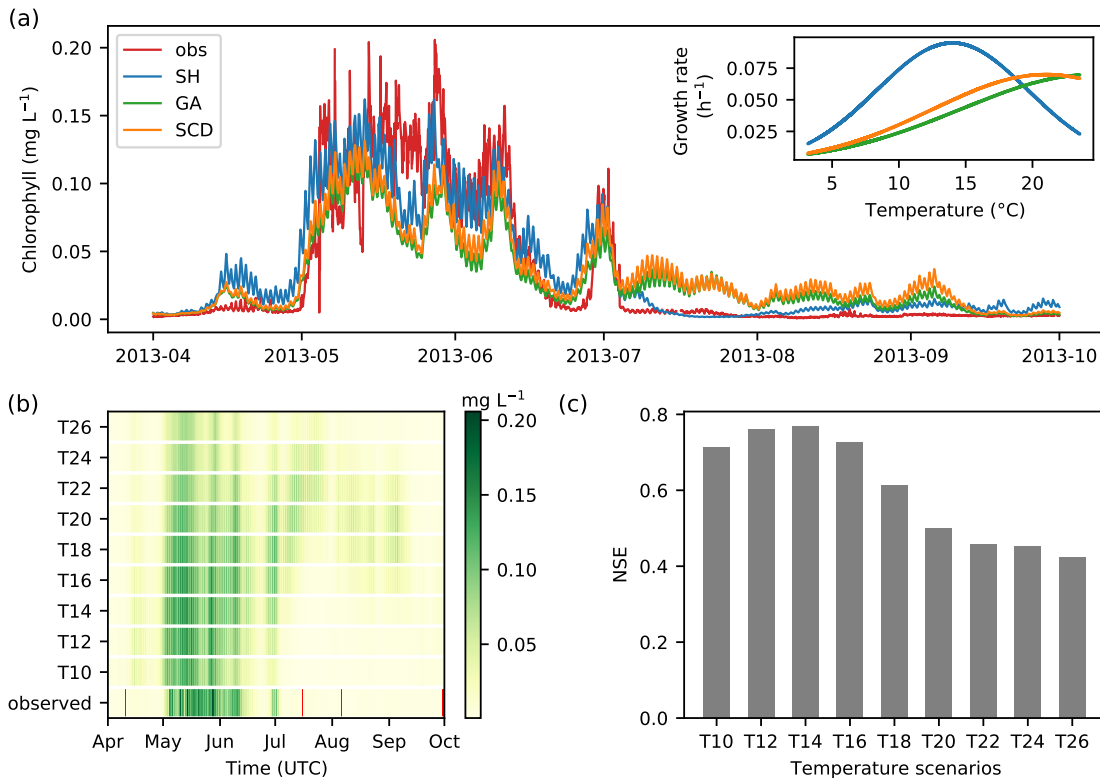 (a)
Chlorophyll (mg L⁻¹)
0.20
0.15
0.10
0.05
0.00
obs
SH
GA
SCD
Growth rate
(h⁻¹)
0.075
0.050
0.025
5 10 15 20
Temperature (°C)
2013-04 2013-05 2013-06 2013-07 2013-08 2013-09 2013-10
(b)
T26
T24
T22
T20
T18
T16
T14
T12
T10
observed
Apr May Jun Jul Aug Sep Oct
Time (UTC)
mg L⁻¹
0.20
0.15
0.10
0.05
(c)
NSE
0.8
0.6
0.4
0.2
0.0
T10 T12 T14 T16 T18 T20 T22 T24 T26
Temperature scenarios